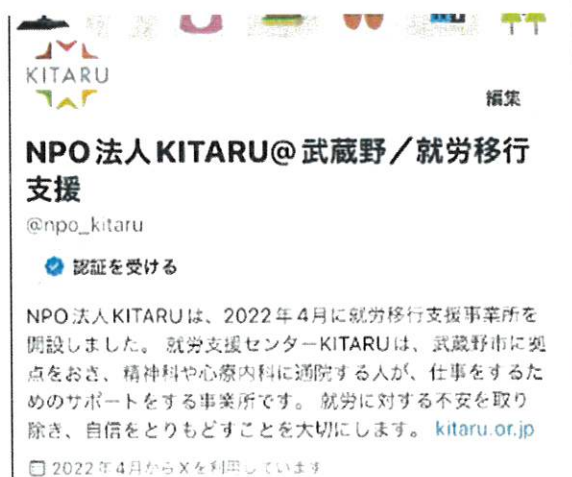 KITARU
編集
NPO法人KITARU@武蔵野／就労移行
支援
@npo_kitaru
認証を受ける
NPO法人KITARUは、2022年4月に就労移行支援事業所を
開設しました。 就労支援センターKITARUは、武蔵野市に拠
点をおき、精神科や心療内科に通院する人が、仕事をするた
めのサポートをする事業所です。 就労に対する不安を取り
除き、自信をとりもどすことを大切にします。 kitaru.or.jp
2022年4月からXを利用しています